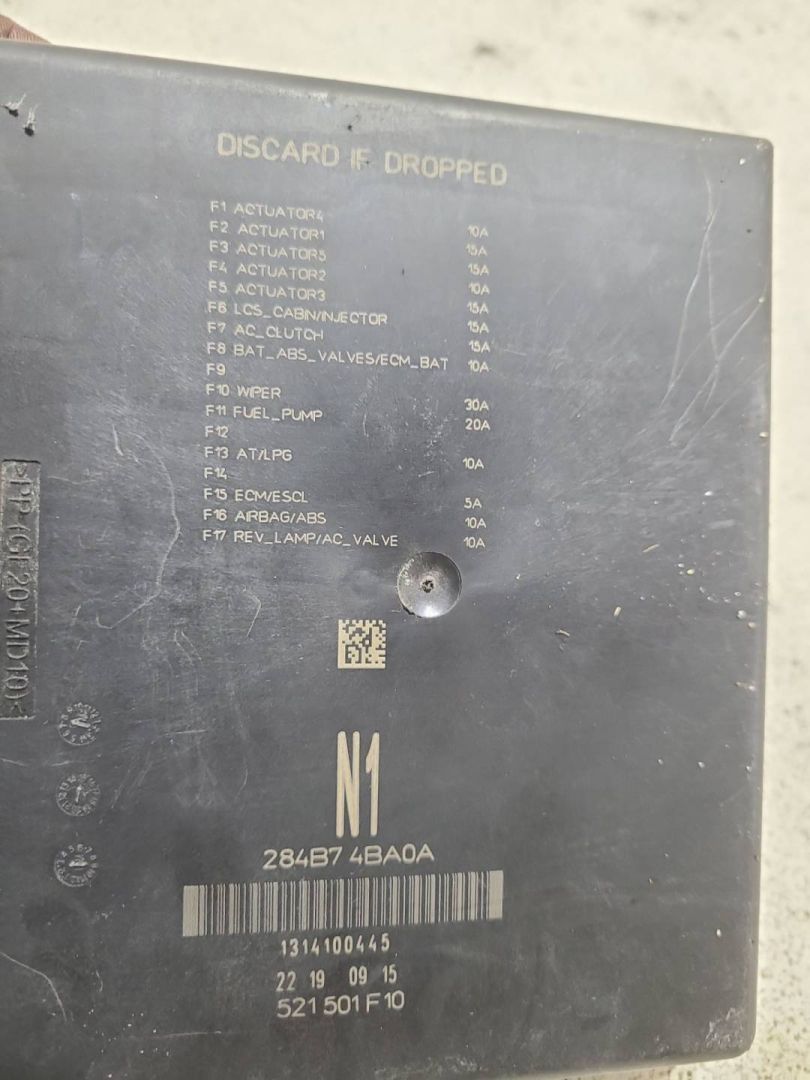 DISCARD IF DROPPED
F1 ACTUATOR4 10A
F2 ACTUATOR1 15A
F3 ACTUATOR5 15A
F4 ACTUATOR2 10A
F5 ACTUATOR3 15A
F6 LCS_CABIN/INJECTOR 15A
F7 AC_CLUTCH 15A
F8 BAT_ABS_VALVES/ECM_BAT 10A
F9
F10 WIPER 30A
F11 FUEL_PUMP 20A
F12
F13 AT/LPG 10A
F14
F15 ECM/ESCL 5A
F16 AIRBAG/ABS 10A
F17 REV_LAMP/AC_VALVE 10A
>PP-(GF20+MD10)<
N1
284B7 4BA0A
1314100445
22 19 09 15
521 501 F10